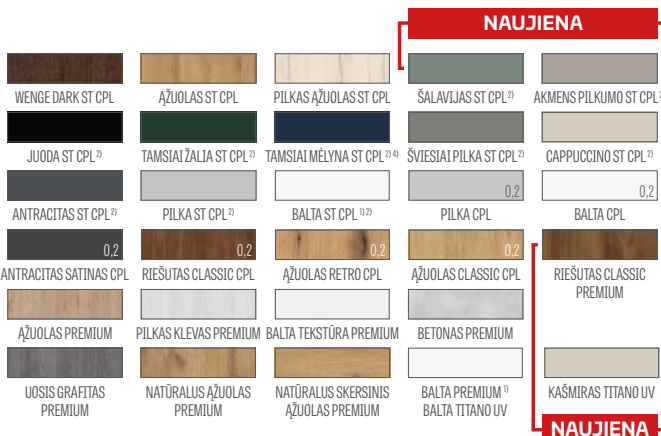 NAUJIENA
WENGE DARK ST CPL
ĄŽUOLAS ST CPL
PILKAS ĄŽUOLAS ST CPL
ŠALAVIJAS ST CPL 2)
AKMENS PILKUMO ST CPL 2
JUODA ST CPL 2)
TAMSIAI ŽALIA ST CPL 2)
TAMSIAI MĖLYNA ST CPL 2) 4)
ŠVIESIAI PILKA ST CPL 2)
CAPPUCCINO ST CPL 2)
0,2
0,2
ANTRACITAS ST CPL 2)
PILKA ST CPL 2)
BALTA ST CPL 1) 2)
PILKA CPL
BALTA CPL
0,2
0,2
0,2
0,2
ANTRACITAS SATINAS CPL
RIEŠUTAS CLASSIC CPL
ĄŽUOLAS RETRO CPL
ĄŽUOLAS CLASSIC CPL
RIEŠUTAS CLASSIC
PREMIUM
ĄŽUOLAS PREMIUM
PILKAS KLEVAS PREMIUM
BALTA TEKSTŪRA PREMIUM
BETONAS PREMIUM
UOSIS GRAFITAS
PREMIUM
NATŪRALUS ĄŽUOLAS
PREMIUM
NATŪRALUS SKERSINIS
ĄŽUOLAS PREMIUM
BALTA PREMIUM 1)
BALTA TITANO UV
KAŠMIRAS TITANO UV
NAUJIENA